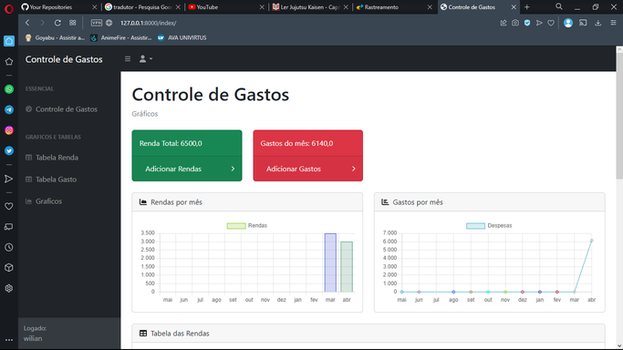 Your Repositories
tradutor - Pesquisa Goo
YouTube
Ler Jujutsu Kaisen - Cap
Rastreamento
Controle de Gastos
VPN
127.0.0.1:8000/index/
Goyabu - Assistir a...
AnimeFire - Assistir...
AVA UNIVIRTUS
Controle de Gastos
ESSENCIAL
Controle de Gastos
GRAFICOS E TABELAS
Tabela Renda
Tabela Gasto
Graficos
Logado:
wilian
Controle de Gastos
Gráficos
Renda Total: 6500,0
Adicionar Rendas
Gastos do mês: 6140,0
Adicionar Gastos
Rendas por mês
Rendas
3 500
3 000
2 500
2 000
1 500
1 000
500
0
mai jun jul ago set out nov dez jan fev mar abr
Gastos por mês
Despesas
7 000
6 000
5 000
4 000
3 000
2 000
1 000
0
mai jul ago set out nov dez jan mar abr
Tabela das Rendas